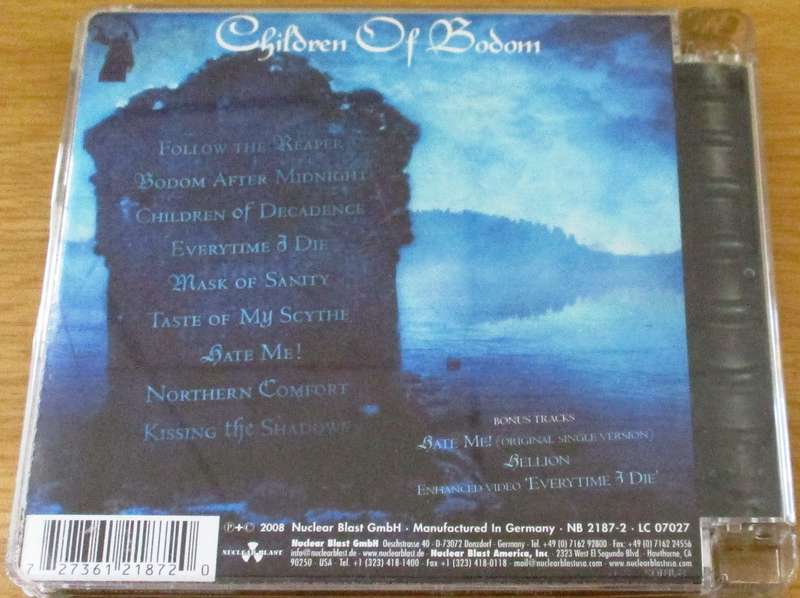 Children Of Bodom
Follow the Reaper
Bodom After Midnight
Children of Decadence
Everytime I Die
Mask of Sanity
Taste of My Scythe
Hate Me!
Northern Comfort
Kissing the Shadows
BONUS TRACKS
Hate Me! (ORIGINAL SINGLE VERSION)
Hellion
Enhanced video 'Everytime I Die'
℗+© 2008 Nuclear Blast GmbH · Manufactured In Germany · NB 2187-2 · LC 07027
NUCLEAR BLAST
Nuclear Blast GmbH Oeschstrasse 40 · D-73072 Donzdorf · Germany · Tel. +49 (0) 7162 92800 · Fax: +49 (0) 7162 24556
info@nuclearblast.de · www.nuclearblast.de · Nuclear Blast America, Inc. 2323 West El Segundo Blvd. · Hawthorne, CA
90250 · USA · Tel. +1 (323) 418-1400 · Fax +1 (323) 418-0118 · mail@nuclearblastusa.com · www.nuclearblastusa.com
7 27361 21872 0